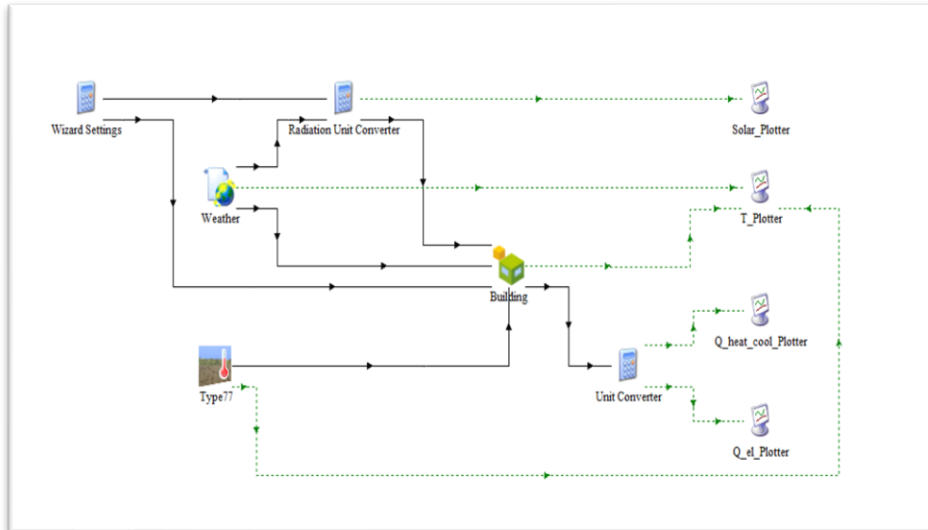 Wizard Settings
Radiation Unit Converter
Solar_Plotter
Weather
T_Plotter
Building
Q_heat_cool_Plotter
Type77
Unit Converter
Q_el_Plotter